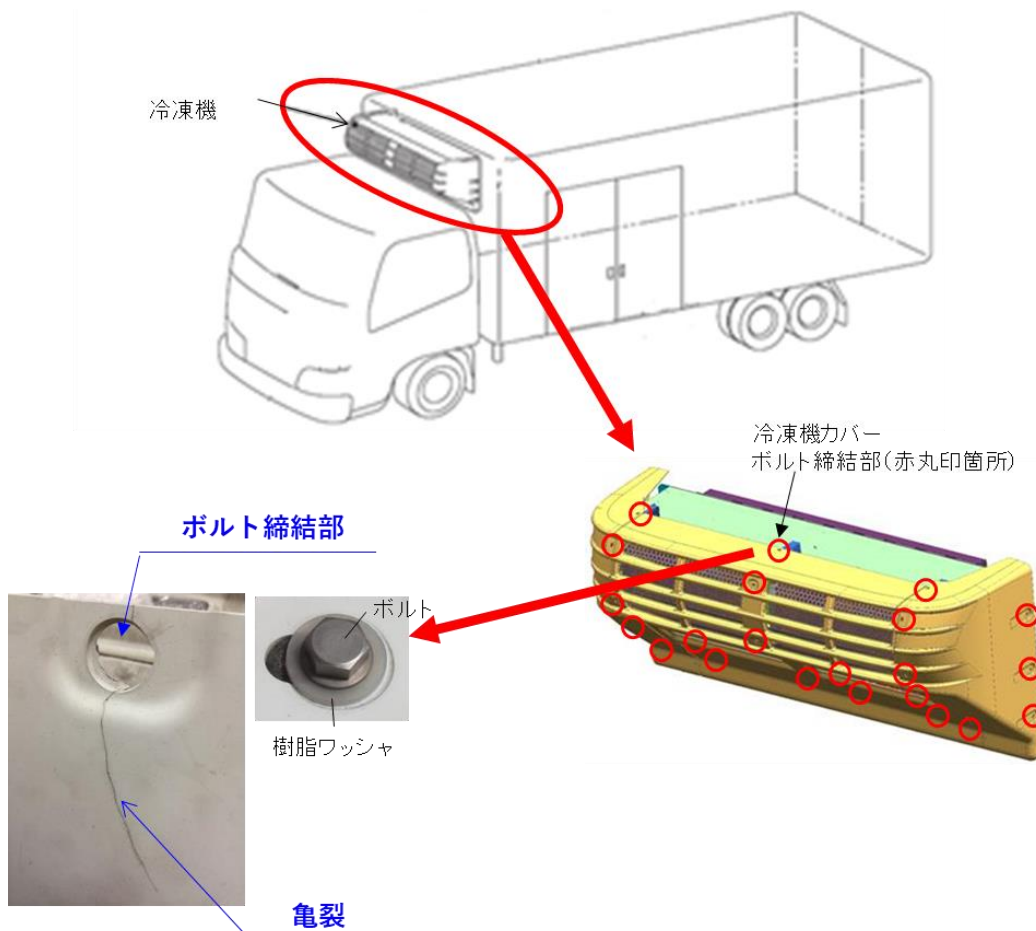 冷凍機
冷凍機カバー
ボルト締結部(赤丸印箇所)
ボルト締結部
ボルト
樹脂ワッシャ
亀裂